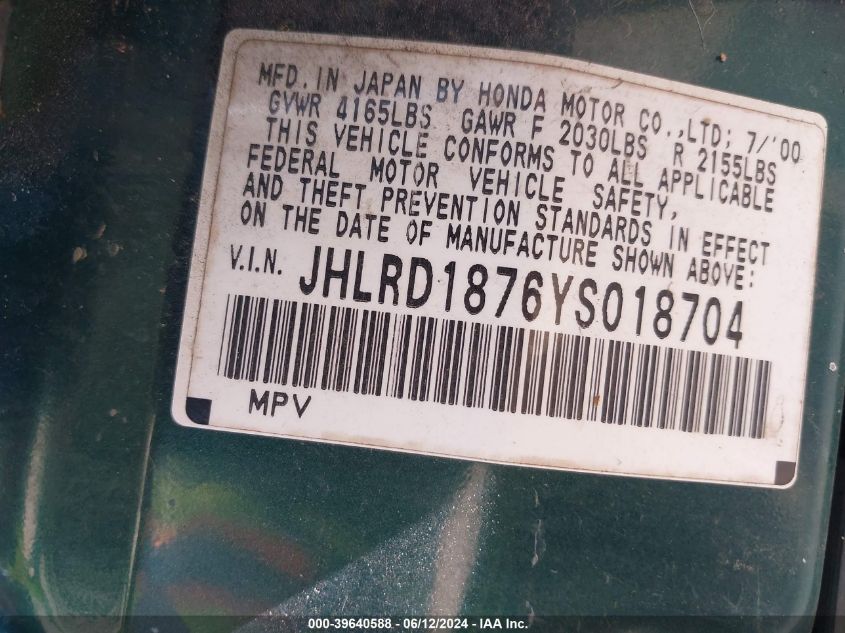 MFD. IN JAPAN BY HONDA MOTOR CO.,LTD; 7/'00
GVWR 4165LBS GAWR F 2030LBS R 2155LBS
THIS VEHICLE CONFORMS TO ALL APPLICABLE
FEDERAL MOTOR VEHICLE SAFETY,
AND THEFT PREVENTION STANDARDS IN EFFECT
ON THE DATE OF MANUFACTURE SHOWN ABOVE:
V.I.N. JHLRD1876YS018704
MPV
000-39640588 - 06/12/2024 - IAA Inc.